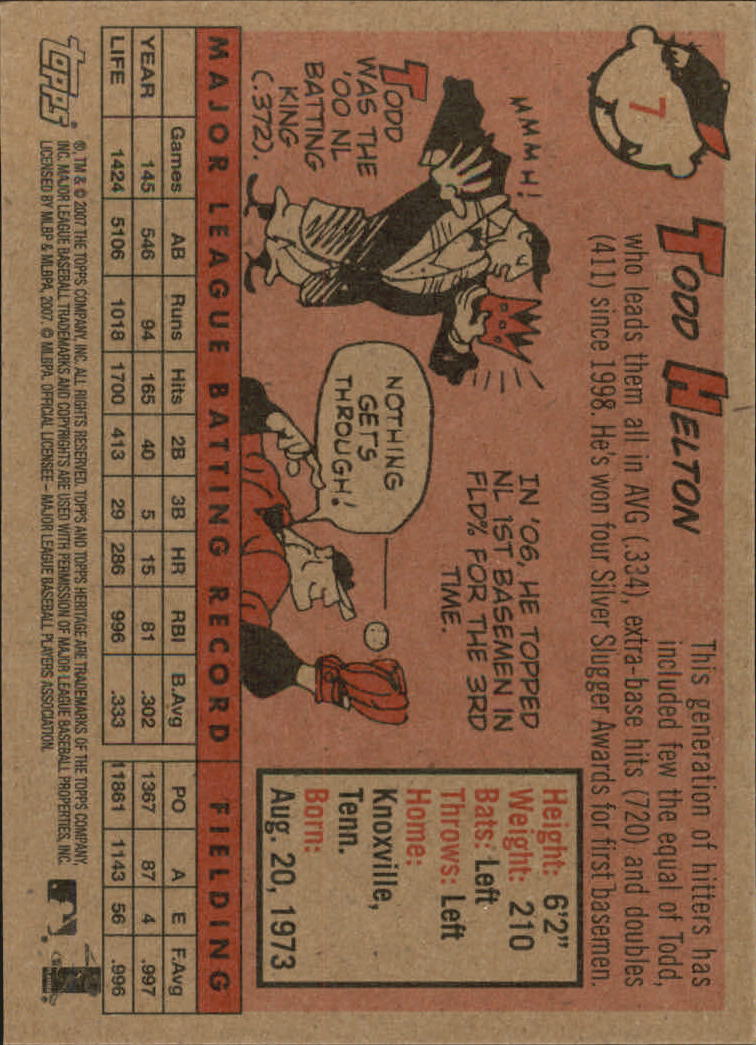 7
TODD HELTON
This generation of hitters has
included few the equal of Todd,
who leads them all in AVG (.334), extra-base hits (720) and doubles
(411) since 1998. He's won four Silver Slugger Awards for first basemen.
MMMH!
TODD
WAS THE
'00 NL
BATTING
KING
(.372).
IN '06, HE TOPPED
NL 1ST BASEMEN IN
FLD% FOR THE 3RD
TIME.
NOTHING
GETS
THROUGH!
Height: 6'2"
Weight: 210
Bats: Left
Throws: Left
Home:
Knoxville,
Tenn.
Born:
Aug. 20, 1973
MAJOR LEAGUE BATTING RECORD FIELDING
Games AB Runs Hits 2B 3B HR RBI B.Avg PO A E F.Avg
YEAR 145 546 94 165 40 5 15 81 .302 1367 87 4 .997
LIFE 1424 5106 1018 1700 413 29 286 996 .333 11861 1143 56 .996
topps
®, TM & © 2007 THE TOPPS COMPANY, INC. ALL RIGHTS RESERVED. TOPPS AND TOPPS HERITAGE ARE TRADEMARKS OF THE TOPPS COMPANY,
INC. MAJOR LEAGUE BASEBALL TRADEMARKS AND COPYRIGHTS ARE USED WITH PERMISSION OF MAJOR LEAGUE BASEBALL PROPERTIES, INC.
LICENSED BY MLBP & MLBPA, 2007. © MLBPA. OFFICIAL LICENSEE – MAJOR LEAGUE BASEBALL PLAYERS ASSOCIATION.